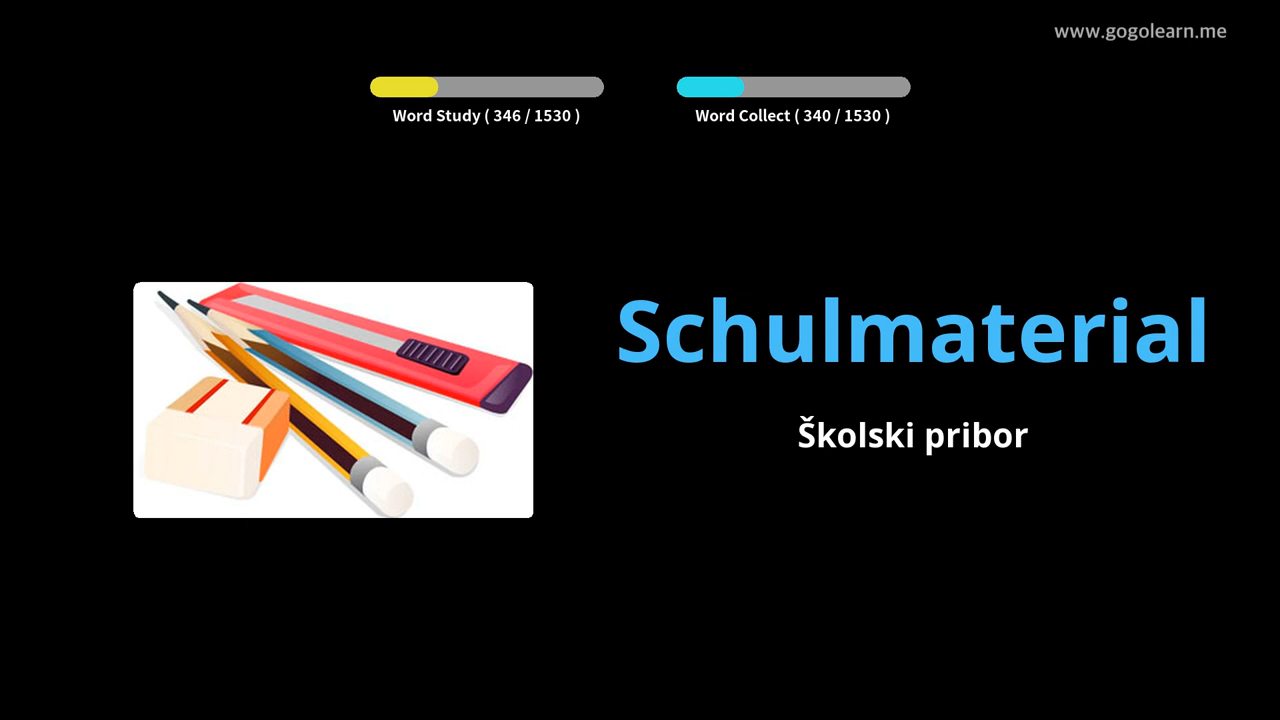 www.gogolearn.me
Word Study ( 346 / 1530 )
Word Collect ( 340 / 1530 )
Schulmaterial
Školski pribor